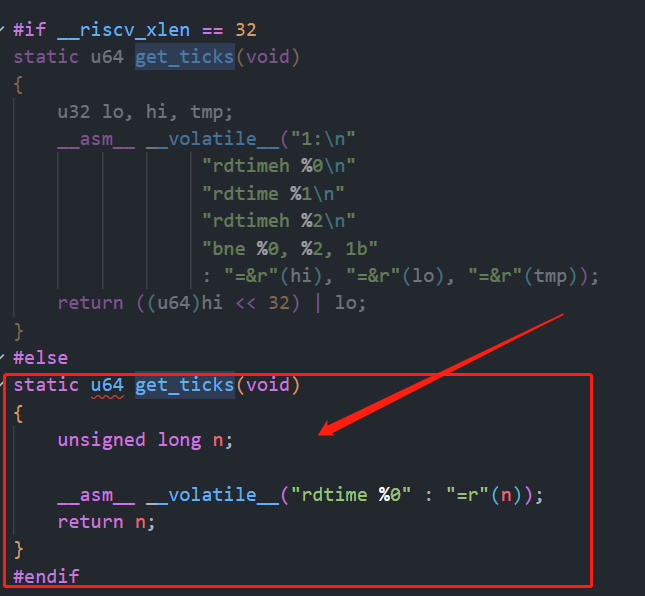 #if __riscv_xlen == 32
static u64 get_ticks(void)
{
    u32 lo, hi, tmp;
    __asm__ __volatile__("1:\n"
                 "rdtimeh %0\n"
                 "rdtime %1\n"
                 "rdtimeh %2\n"
                 "bne %0, %2, 1b"
                 : "=&r"(hi), "=&r"(lo), "=&r"(tmp));
    return ((u64)hi << 32) | lo;
}
#else
static u64 get_ticks(void)
{
    unsigned long n;

    __asm__ __volatile__("rdtime %0" : "=r"(n));
    return n;
}
#endif